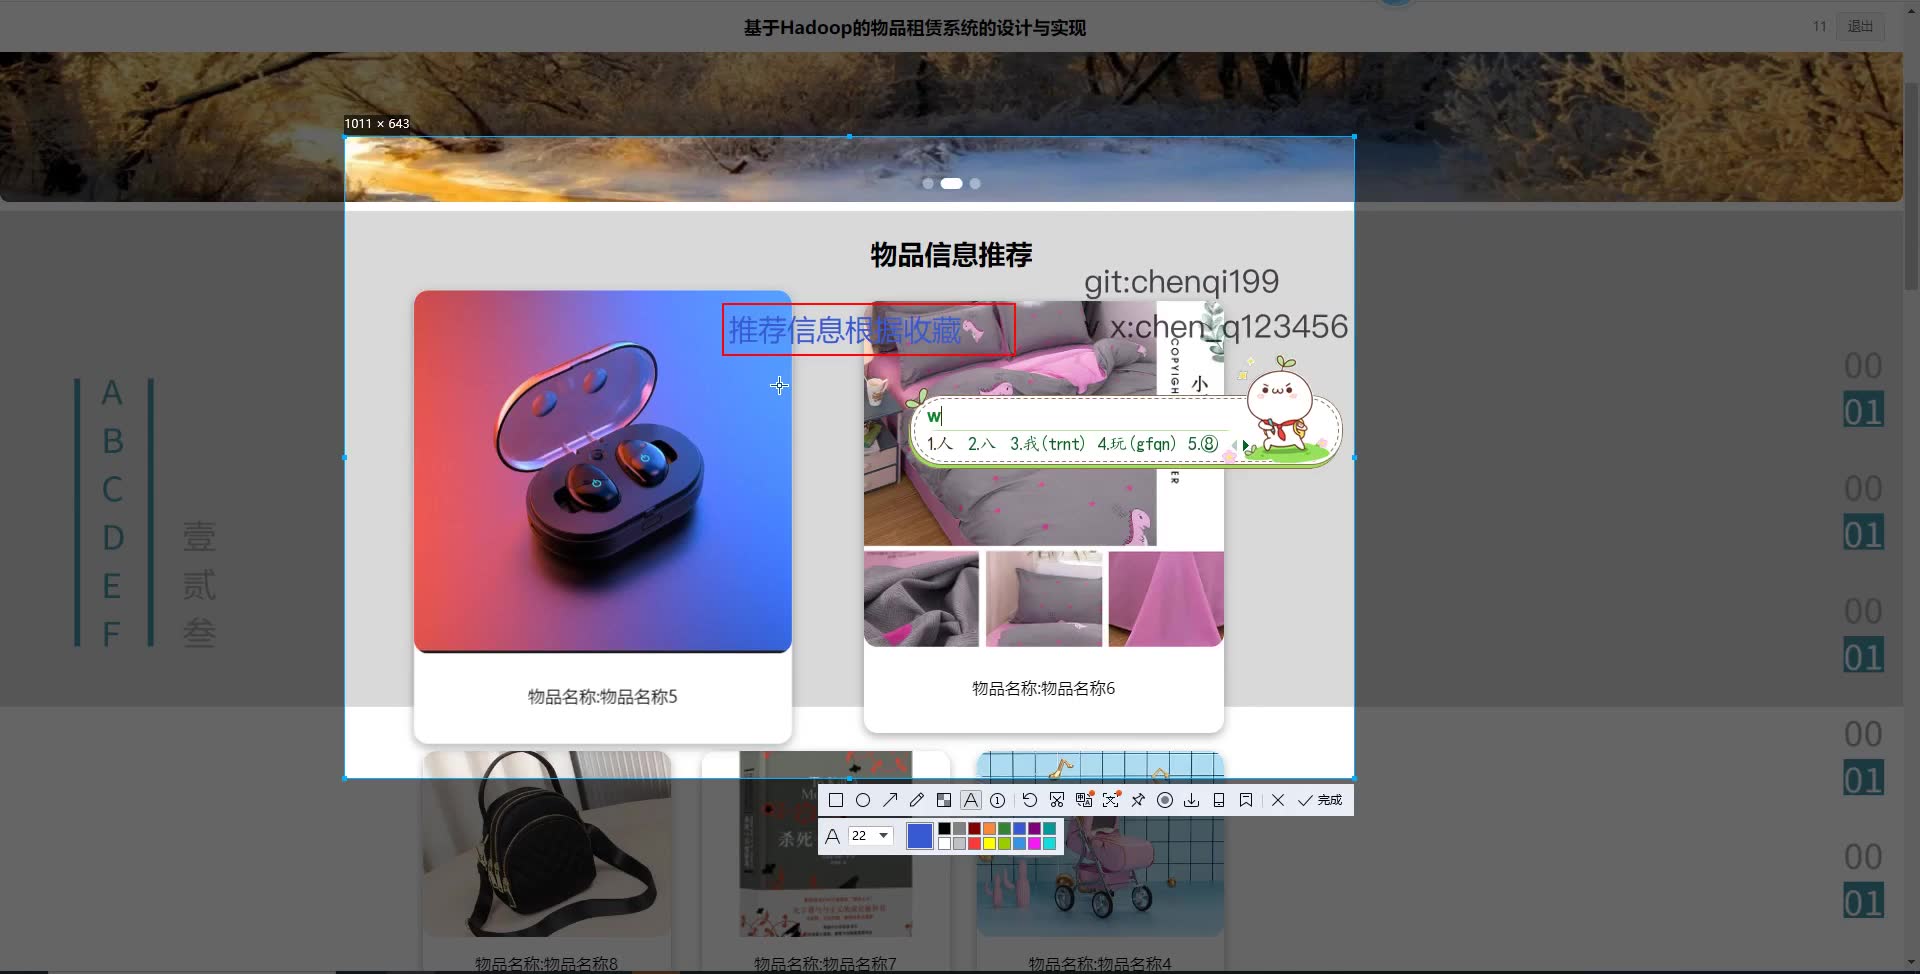 基于Hadoop的物品租赁系统的设计与实现
11 退出
1011 × 643
物品信息推荐
git:chenqi199
v x:chen_q123456
推荐信息根据收藏
COPYRIGH
小
ER
w
1.人 2.八 3.我(trnt) 4.玩(gfqn) 5.⑧
A
B
C
D
E
F
壹
贰
叁
00
01
00
01
00
01
00
01
00
01
物品名称:物品名称5
物品名称:物品名称6
完成
A 22
杀死
物品名称:物品名称8
物品名称:物品名称7
物品名称:物品名称4